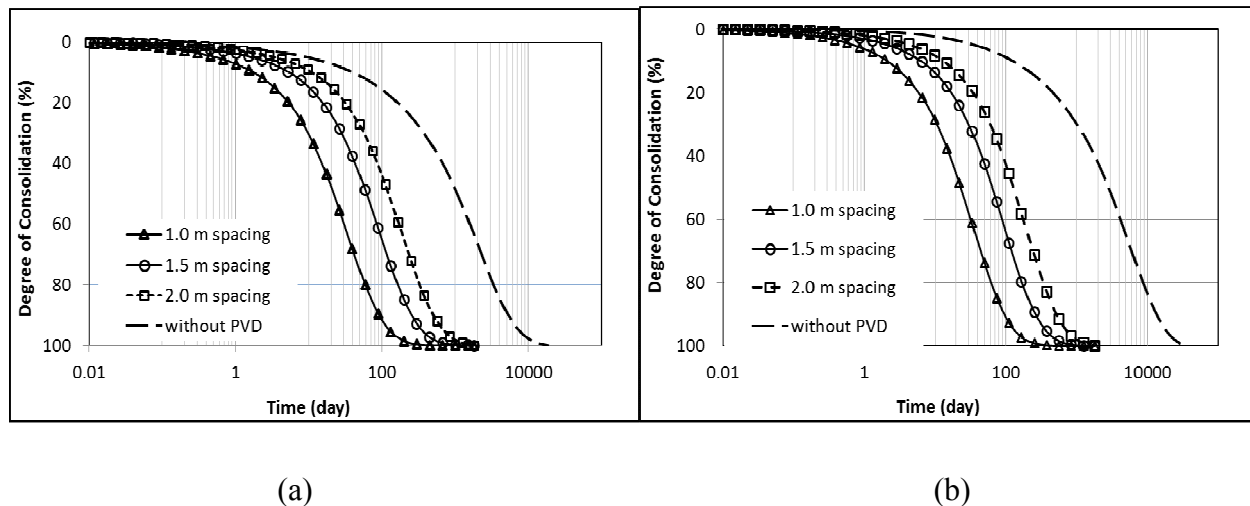 Degree of Consolidation (%)
0
20
40
60
80
100
1.0 m spacing
1.5 m spacing
2.0 m spacing
without PVD
0.01
1
100
10000
Time (day)
(a)
Degree of Consolidation (%)
0
20
40
60
80
100
1.0 m spacing
1.5 m spacing
2.0 m spacing
without PVD
0.01
1
100
10000
Time (day)
(b)